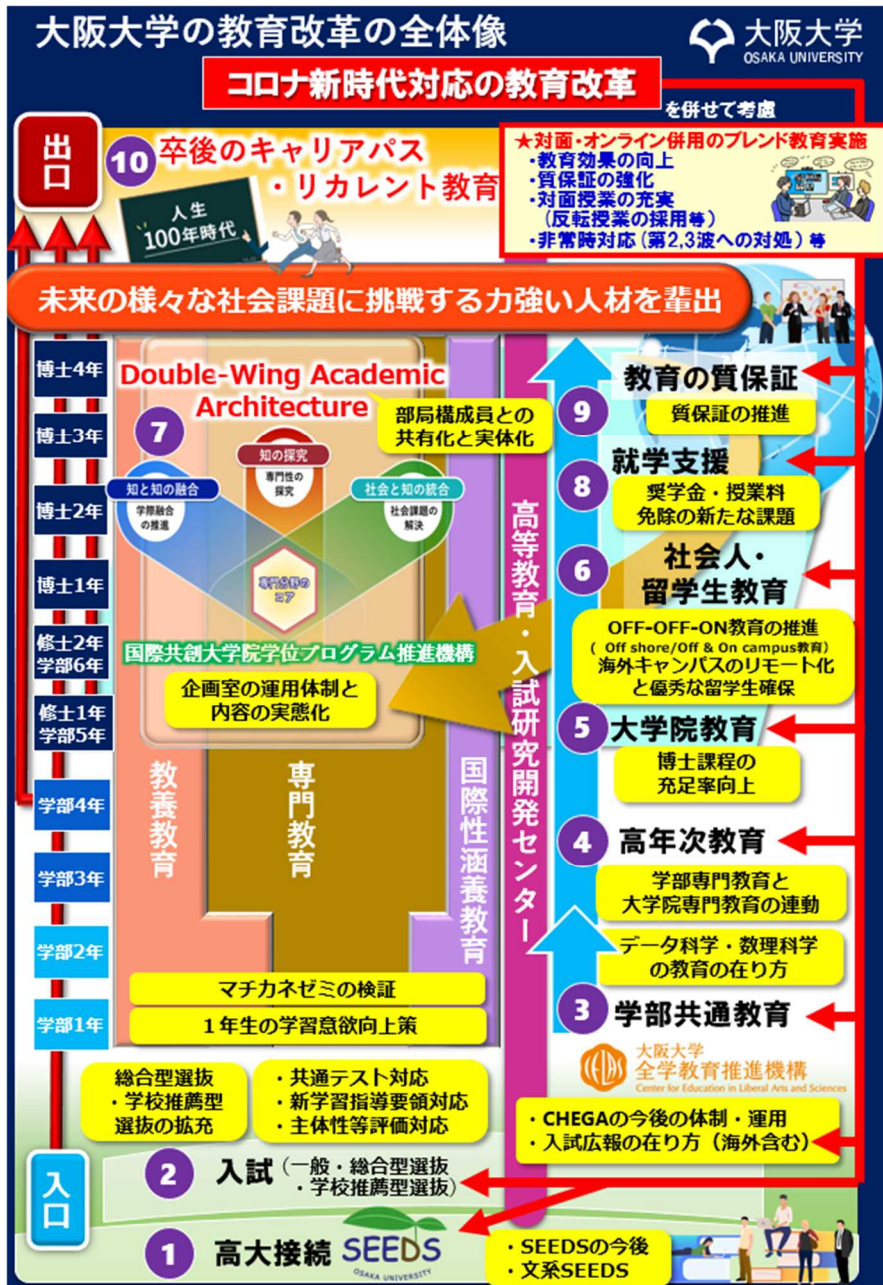 大阪大学の教育改革の全体像
大阪大学
OSAKA UNIVERSITY
コロナ新時代対応の教育改革
を併せて考慮
出口
10 卒後のキャリアパス
・リカレント教育
人生
100年時代
★対面・オンライン併用のブレンド教育実施
・教育効果の向上
・質保証の強化
・対面授業の充実
(反転授業の採用等)
・非常時対応(第2,3波への対処)等
未来の様々な社会課題に挑戦する力強い人材を輩出
博士4年
博士3年
博士2年
博士1年
修士2年
学部6年
修士1年
学部5年
学部4年
学部3年
学部2年
学部1年
Double-Wing Academic
Architecture
7
部局構成員との
共有化と実体化
知の探究
専門性の
探究
知と知の融合
学際融合
の推進
社会と知の統合
社会課題の
解決
専門分野の
コア
国際共創大学院学位プログラム推進機構
企画室の運用体制と
内容の実態化
教養教育
専門教育
国際性涵養教育
高等教育・入試研究開発センター
教育の質保証
9
質保証の推進
就学支援
8
奨学金・授業料
免除の新たな課題
6 社会人・
留学生教育
OFF-OFF-ON教育の推進
( Off shore/Off & On campus教育)
海外キャンパスのリモート化
と優秀な留学生確保
5 大学院教育
博士課程の
充足率向上
4 高年次教育
学部専門教育と
大学院専門教育の連動
データ科学・数理科学
の教育の在り方
3 学部共通教育
マチカネゼミの検証
1年生の学習意欲向上策
CELAS
大阪大学
全学教育推進機構
Center for Education in Liberal Arts and Sciences
総合型選抜
・学校推薦型
選抜の拡充
・共通テスト対応
・新学習指導要領対応
・主体性等評価対応
・CHEGAの今後の体制・運用
・入試広報の在り方(海外含む)
入口
2 入試(一般・総合型選抜
・学校推薦型選抜)
1 高大接続 SEEDS
OSAKA UNIVERSITY
・SEEDSの今後
・文系SEEDS